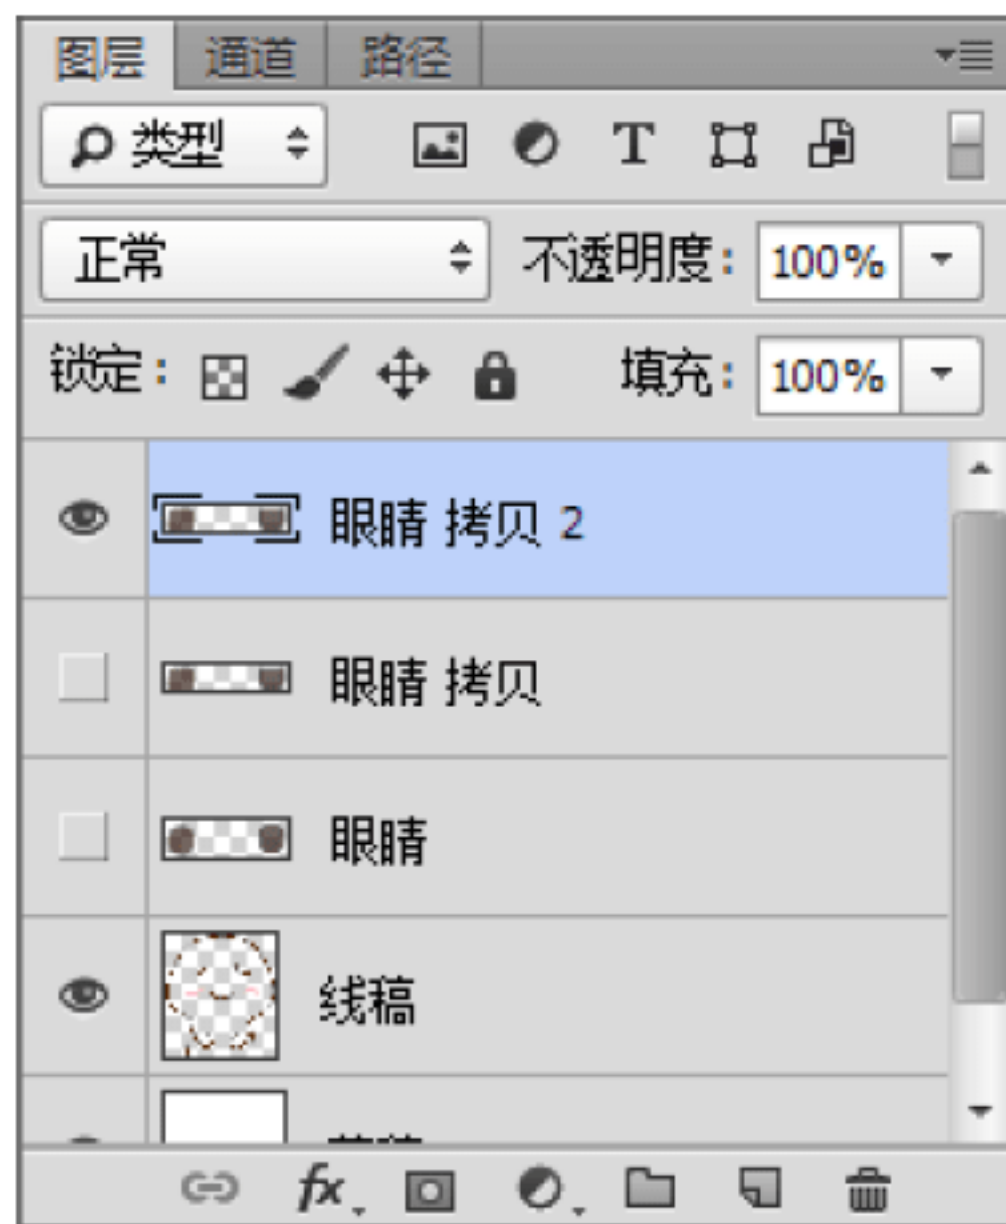 图层 通道 路径
类型 T
正常 不透明度: 100%
锁定: 填充: 100%
眼睛 拷贝 2
眼睛 拷贝
眼睛
线稿
fx